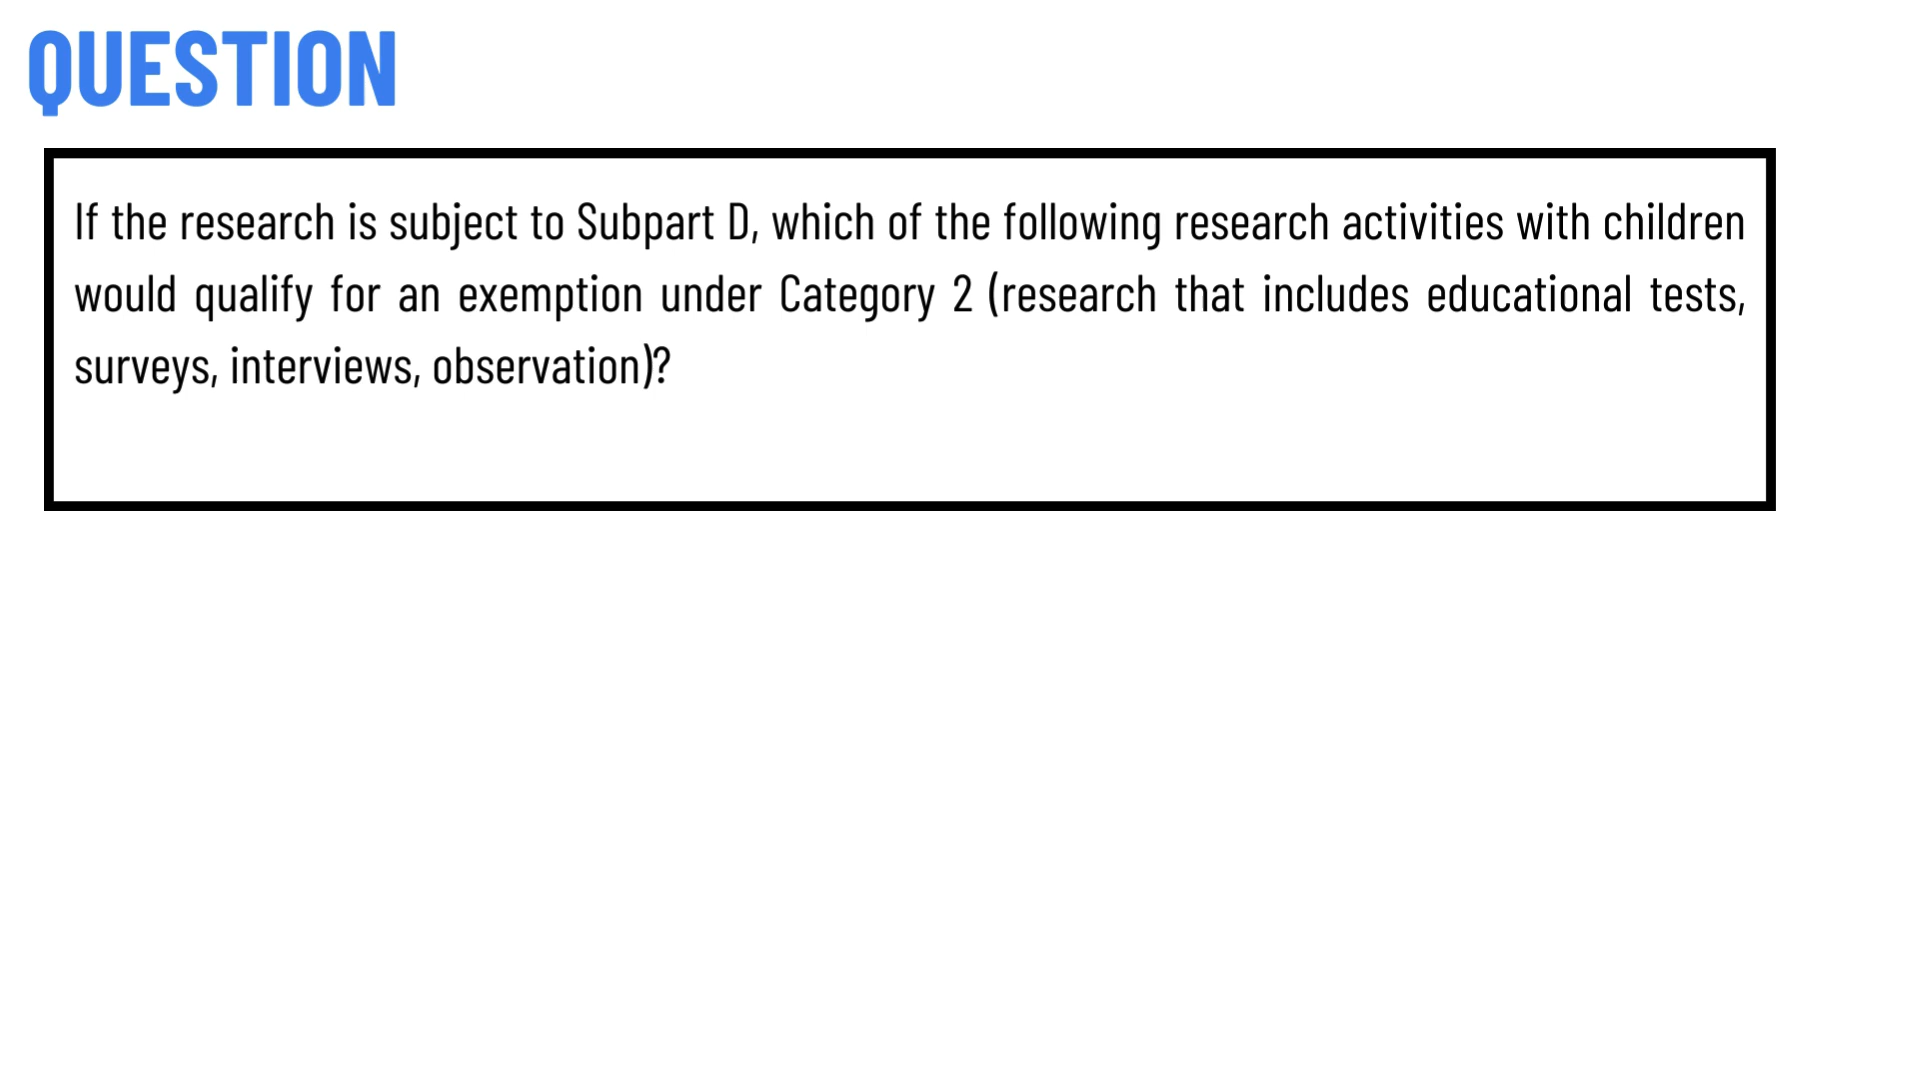 QUESTION
If the research is subject to Subpart D, which of the following research activities with children
would qualify for an exemption under Category 2 (research that includes educational tests,
surveys, interviews, observation)?